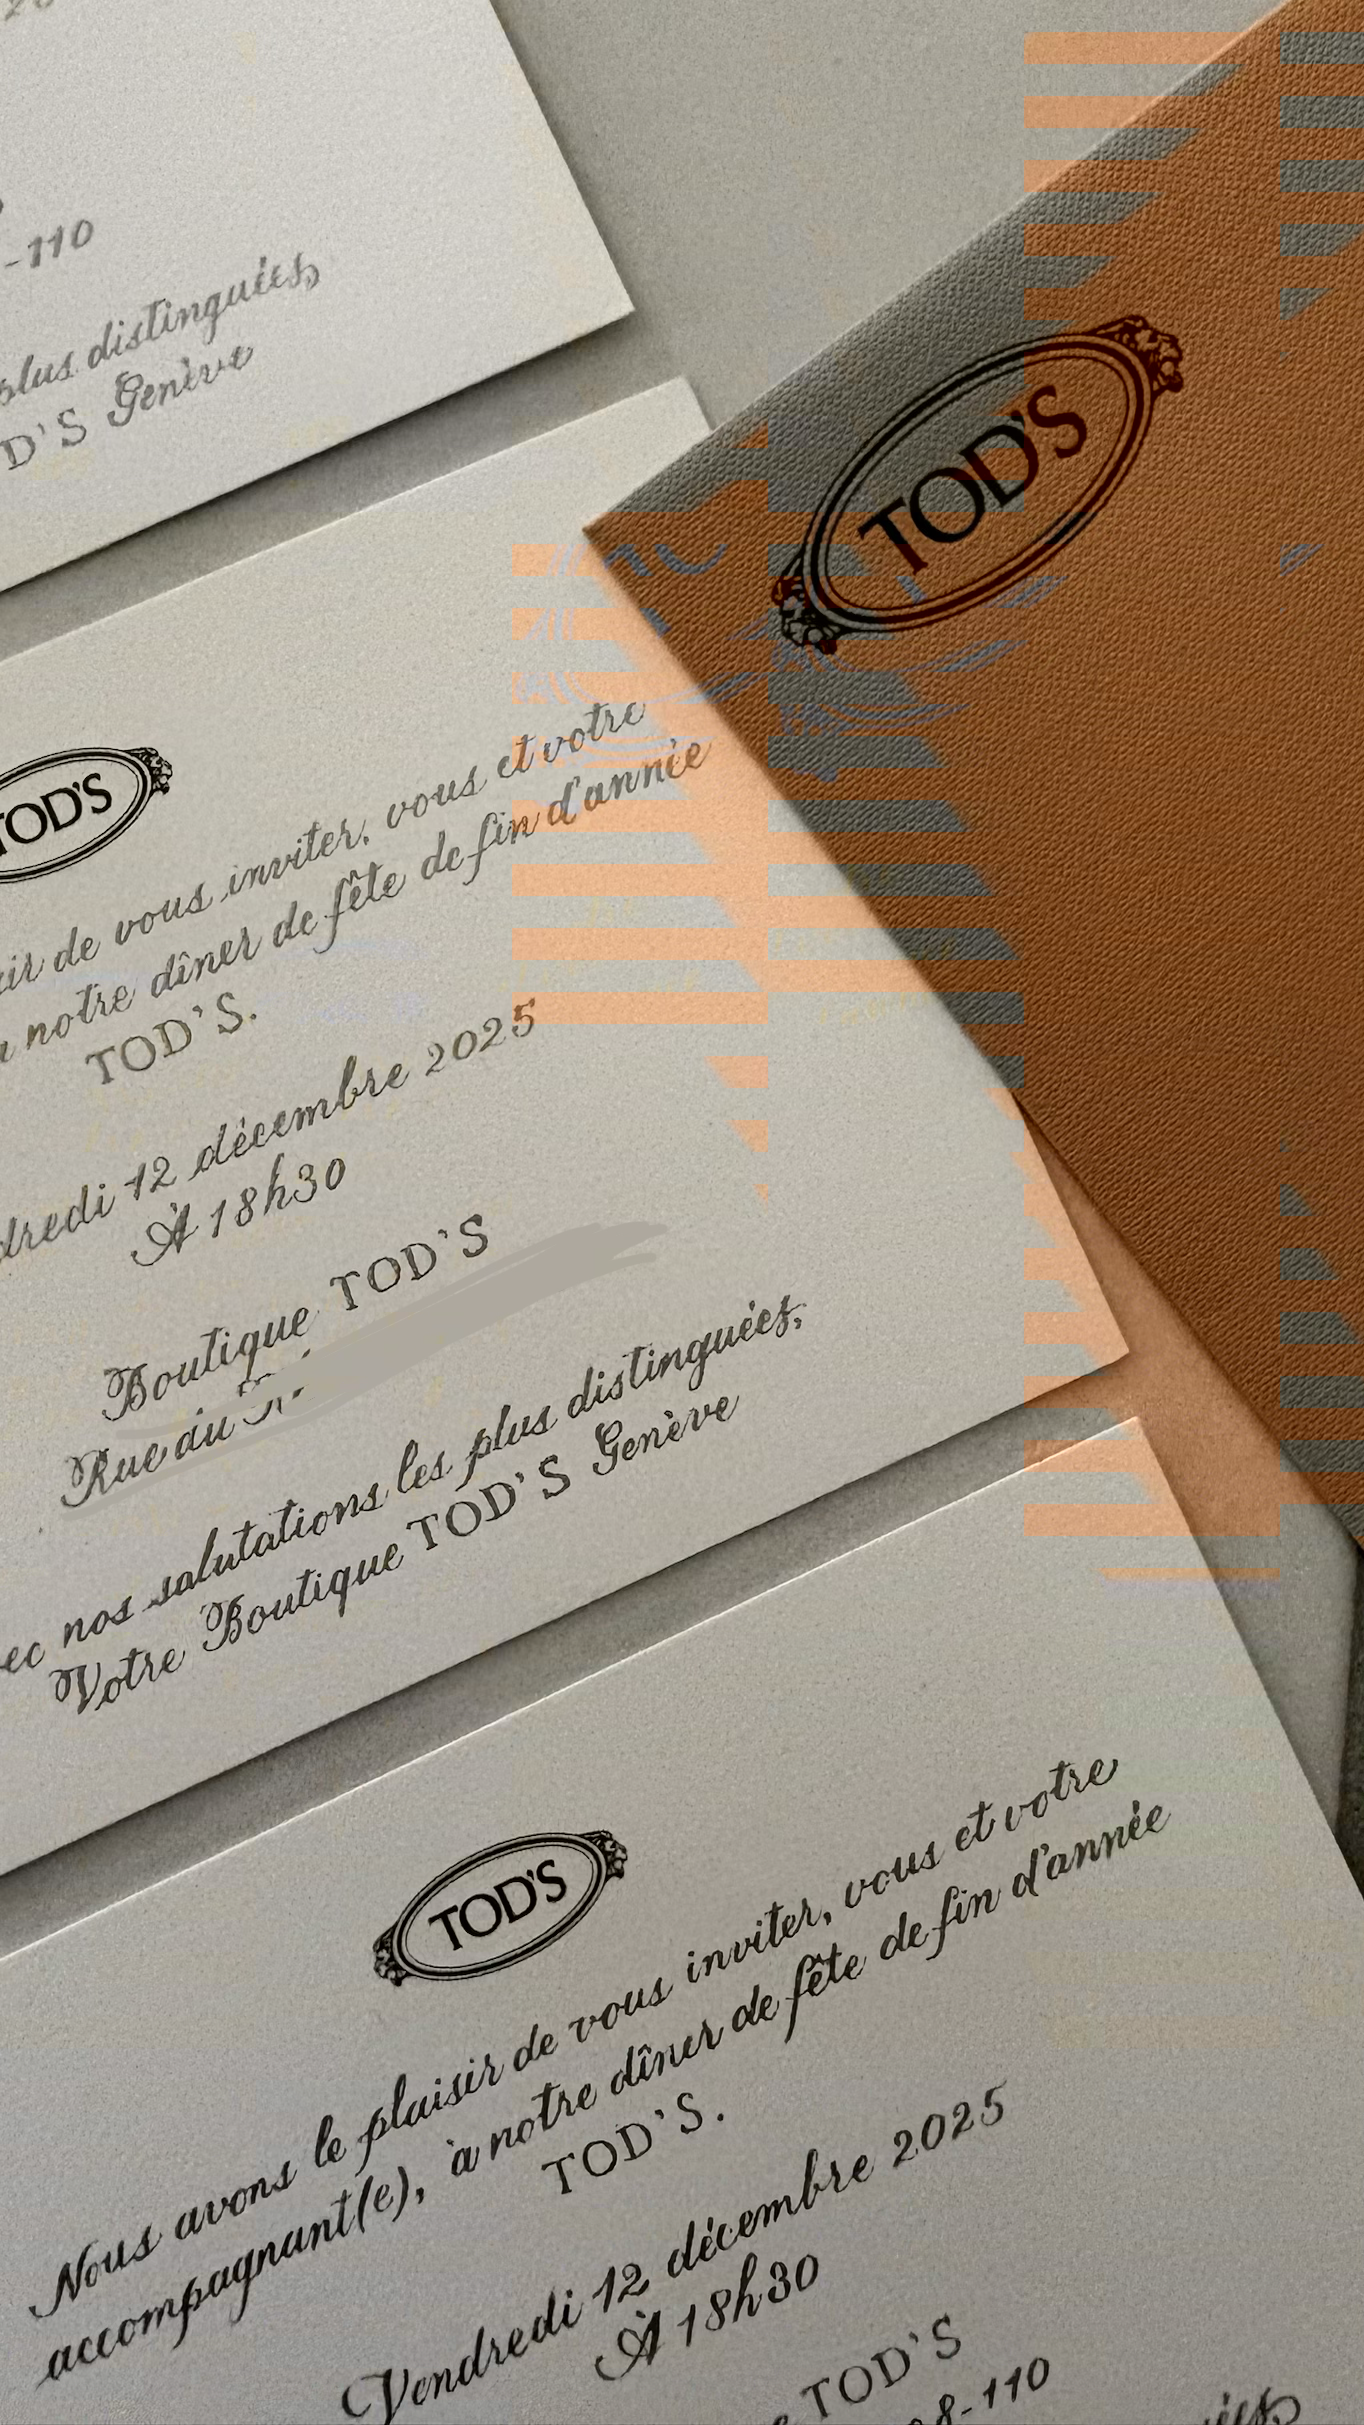 -110
plus distinguées,
D'S Genève
TOD'S
TOD'S
de vous inviter, vous et votre
notre dîner de fête de fin d'année
TOD'S.
12 décembre 2025
À 18h30
Boutique TOD'S
Rue du
nos salutations les plus distinguées,
Votre Boutique TOD'S Genève
TOD'S
Nous avons le plaisir de vous inviter, vous et votre
accompagnant(e), à notre dîner de fête de fin d'année
TOD'S.
Vendredi 12 décembre 2025
À 18h30
TOD'S
8-110